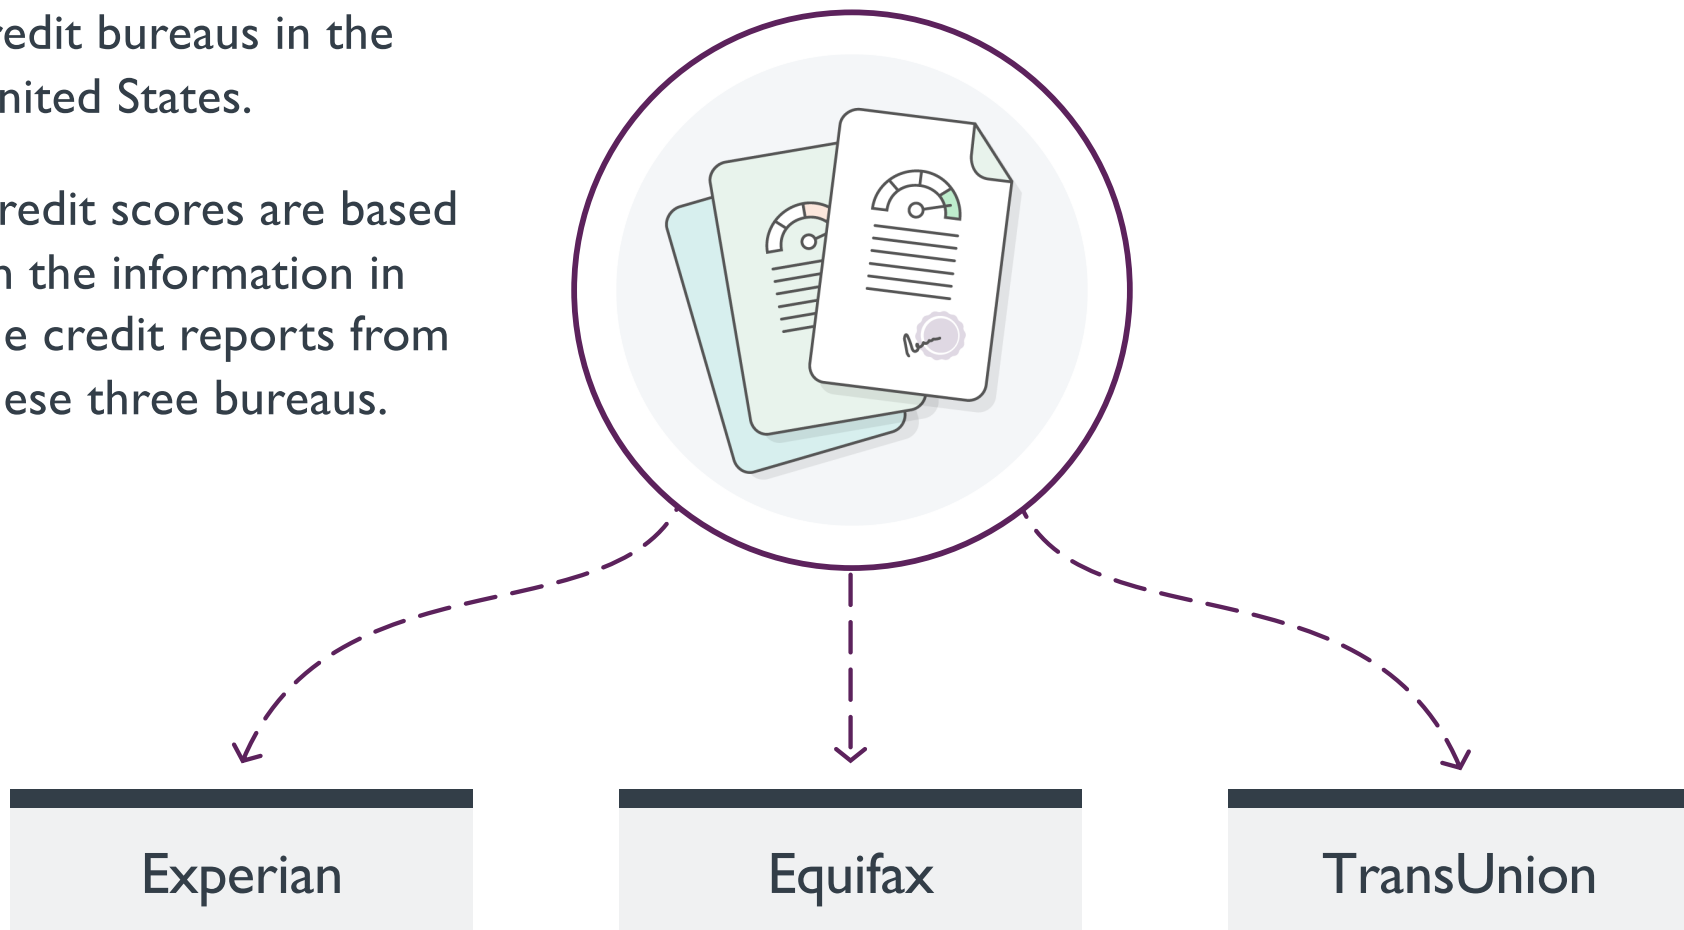 redit bureaus in the
nited States.
redit scores are based
n the information in
e credit reports from
ese three bureaus.
Experian
Equifax
TransUnion